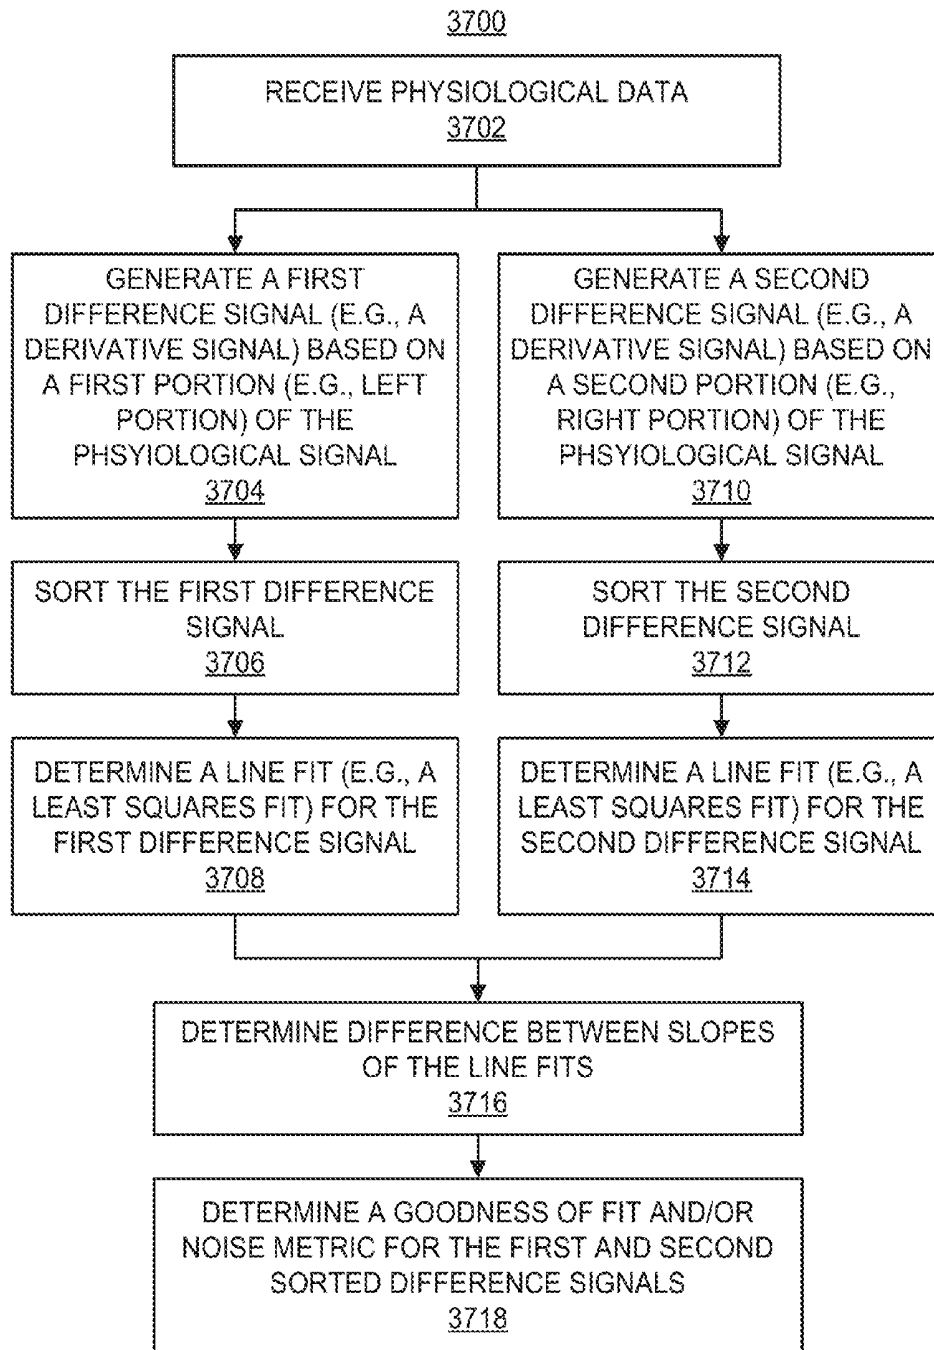 3700
RECEIVE PHYSIOLOGICAL DATA
3702
GENERATE A FIRST
DIFFERENCE SIGNAL (E.G., A
DERIVATIVE SIGNAL) BASED ON
A FIRST PORTION (E.G., LEFT
PORTION) OF THE
PHSYIOLOGICAL SIGNAL
3704
GENERATE A SECOND
DIFFERENCE SIGNAL (E.G., A
DERIVATIVE SIGNAL) BASED ON
A SECOND PORTION (E.G.,
RIGHT PORTION) OF THE
PHSYIOLOGICAL SIGNAL
3710
SORT THE FIRST DIFFERENCE
SIGNAL
3706
SORT THE SECOND
DIFFERENCE SIGNAL
3712
DETERMINE A LINE FIT (E.G., A
LEAST SQUARES FIT) FOR THE
FIRST DIFFERENCE SIGNAL
3708
DETERMINE A LINE FIT (E.G., A
LEAST SQUARES FIT) FOR THE
SECOND DIFFERENCE SIGNAL
3714
DETERMINE DIFFERENCE BETWEEN SLOPES
OF THE LINE FITS
3716
DETERMINE A GOODNESS OF FIT AND/OR
NOISE METRIC FOR THE FIRST AND SECOND
SORTED DIFFERENCE SIGNALS
3718